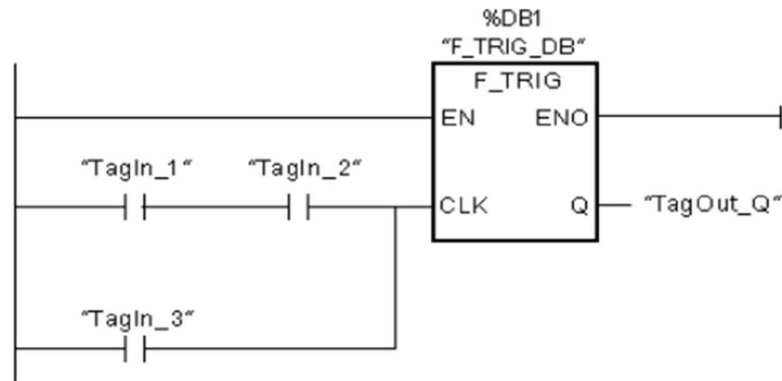 %DB1
"F_TRIG_DB"
F_TRIG
EN ENO
"TagIn_1" "TagIn_2"
CLK Q "TagOut_Q"
"TagIn_3"